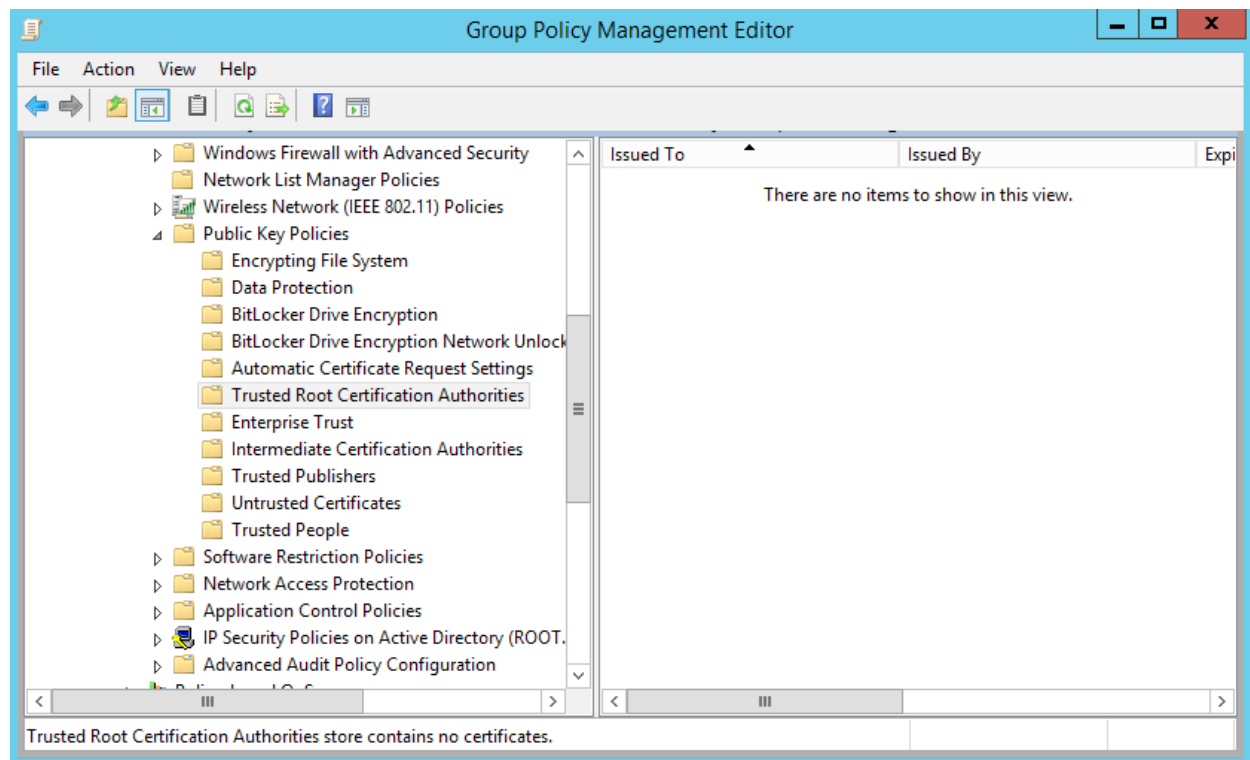 Group Policy Management Editor
File Action View Help
Windows Firewall with Advanced Security
Network List Manager Policies
Wireless Network (IEEE 802.11) Policies
Public Key Policies
Encrypting File System
Data Protection
BitLocker Drive Encryption
BitLocker Drive Encryption Network Unlock
Automatic Certificate Request Settings
Trusted Root Certification Authorities
Enterprise Trust
Intermediate Certification Authorities
Trusted Publishers
Untrusted Certificates
Trusted People
Software Restriction Policies
Network Access Protection
Application Control Policies
IP Security Policies on Active Directory (ROOT.
Advanced Audit Policy Configuration
Issued To Issued By Expi
There are no items to show in this view.
Trusted Root Certification Authorities store contains no certificates.